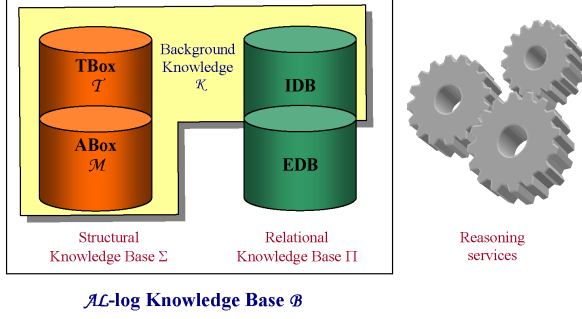 TBox
𝒯
Background
Knowledge
𝒦
IDB
ABox
ℳ
EDB
Structural
Knowledge Base Σ
Relational
Knowledge Base Π
Reasoning
services
𝒜ℒ-log Knowledge Base ℬ